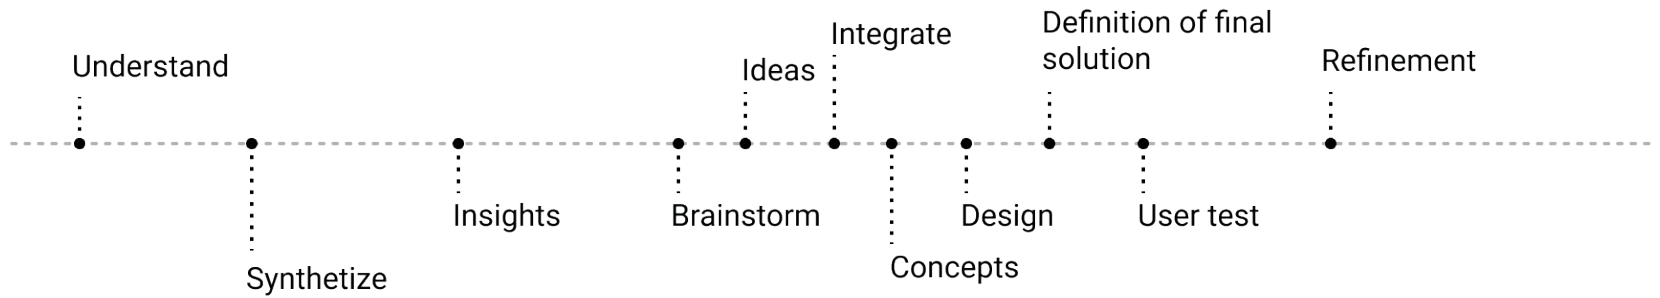 Understand
Synthetize
Insights
Brainstorm
Ideas
Integrate
Concepts
Design
Definition of final
solution
User test
Refinement